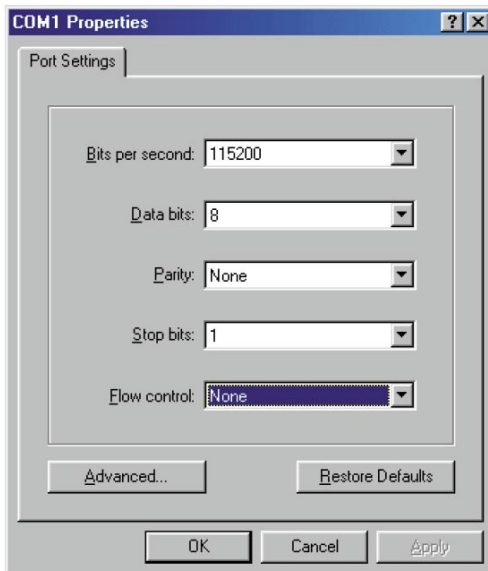 COM1 Properties
Port Settings
Bits per second: 115200
Data bits: 8
Parity: None
Stop bits: 1
Flow control: None
Advanced... Restore Defaults
OK Cancel Apply